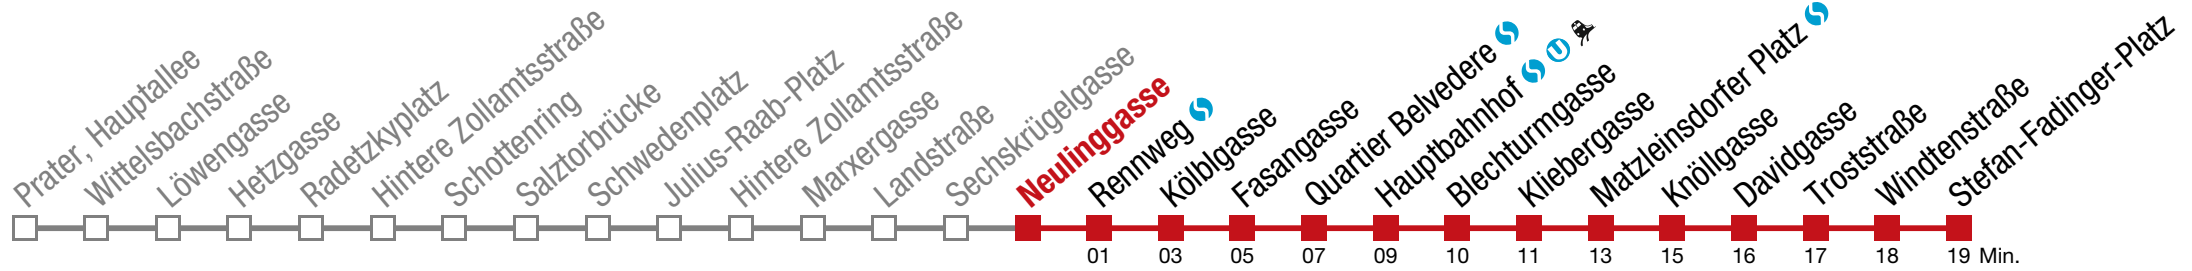 Prater, Hauptallee
Wittelsbachstraße
Löwengasse
Hetzgasse
Radetzkyplatz
Hintere Zollamtsstraße
Schottenring
Salztorbrücke
Schwedenplatz
Julius-Raab-Platz
Hintere Zollamtsstraße
Marxergasse
Landstraße
Sechskrügelgasse
Neulinggasse
Rennweg S
Kölblgasse
Fasangasse
Quartier Belvedere S
Hauptbahnhof S U
Blechturmgasse
Kliebergasse
Matzleinsdorfer Platz S
Knöllgasse
Davidgasse
Troststraße
Windtenstraße
Stefan-Fadinger-Platz
01 03 05 07 09 10 11 13 15 16 17 18 19 Min.